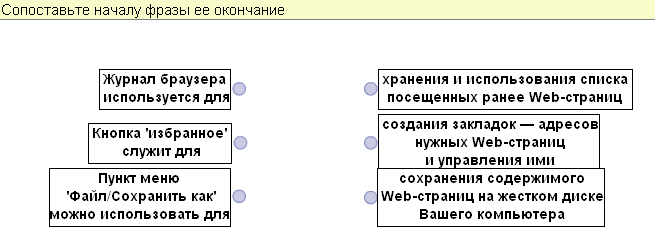 Сопоставьте началу фразы ее окончание
Журнал браузера
используется для
хранения и использования списка
посещенных ранее Web-страниц
Кнопка 'избранное'
служит для
создания закладок — адресов
нужных Web-страниц
и управления ими
Пункт меню
'Файл/Сохранить как'
можно использовать для
сохранения содержимого
Web-страниц на жестком диске
Вашего компьютера